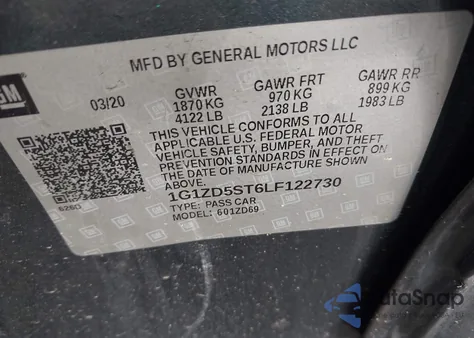 GM
MFD BY GENERAL MOTORS LLC
03/20
GVWR GAWR FRT GAWR RR
1870 KG 970 KG 899 KG
4122 LB 2138 LB 1983 LB
THIS VEHICLE CONFORMS TO ALL
APPLICABLE U.S. FEDERAL MOTOR
VEHICLE SAFETY, BUMPER, AND THEFT
PREVENTION STANDARDS IN EFFECT ON
THE DATE OF MANUFACTURE SHOWN
ABOVE.
1G1ZD5ST6LF122730
TYPE: PASS CAR
MODEL: 601ZD69
DataSnap